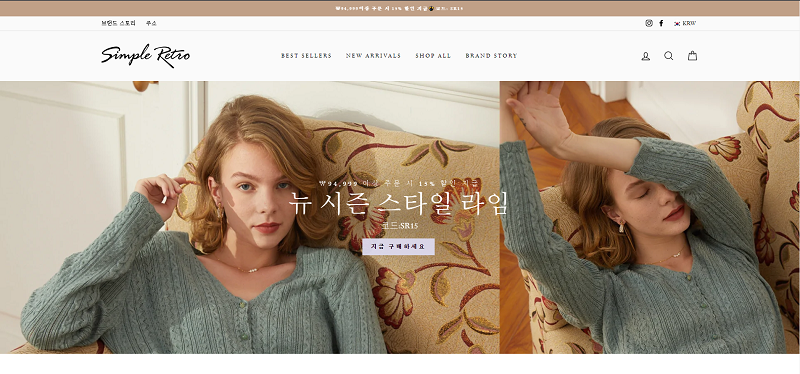 ₩94,999이상 주문 시 15% 할인 지금 코드: SR15
브랜드 스토리 주소
KRW
Simple Retro
BEST SELLERS NEW ARRIVALS SHOP ALL BRAND STORY
₩94,999 이상 주문 시 15% 할인 지금
뉴 시즌 스타일 라임
코드:SR15
지금 구매하세요